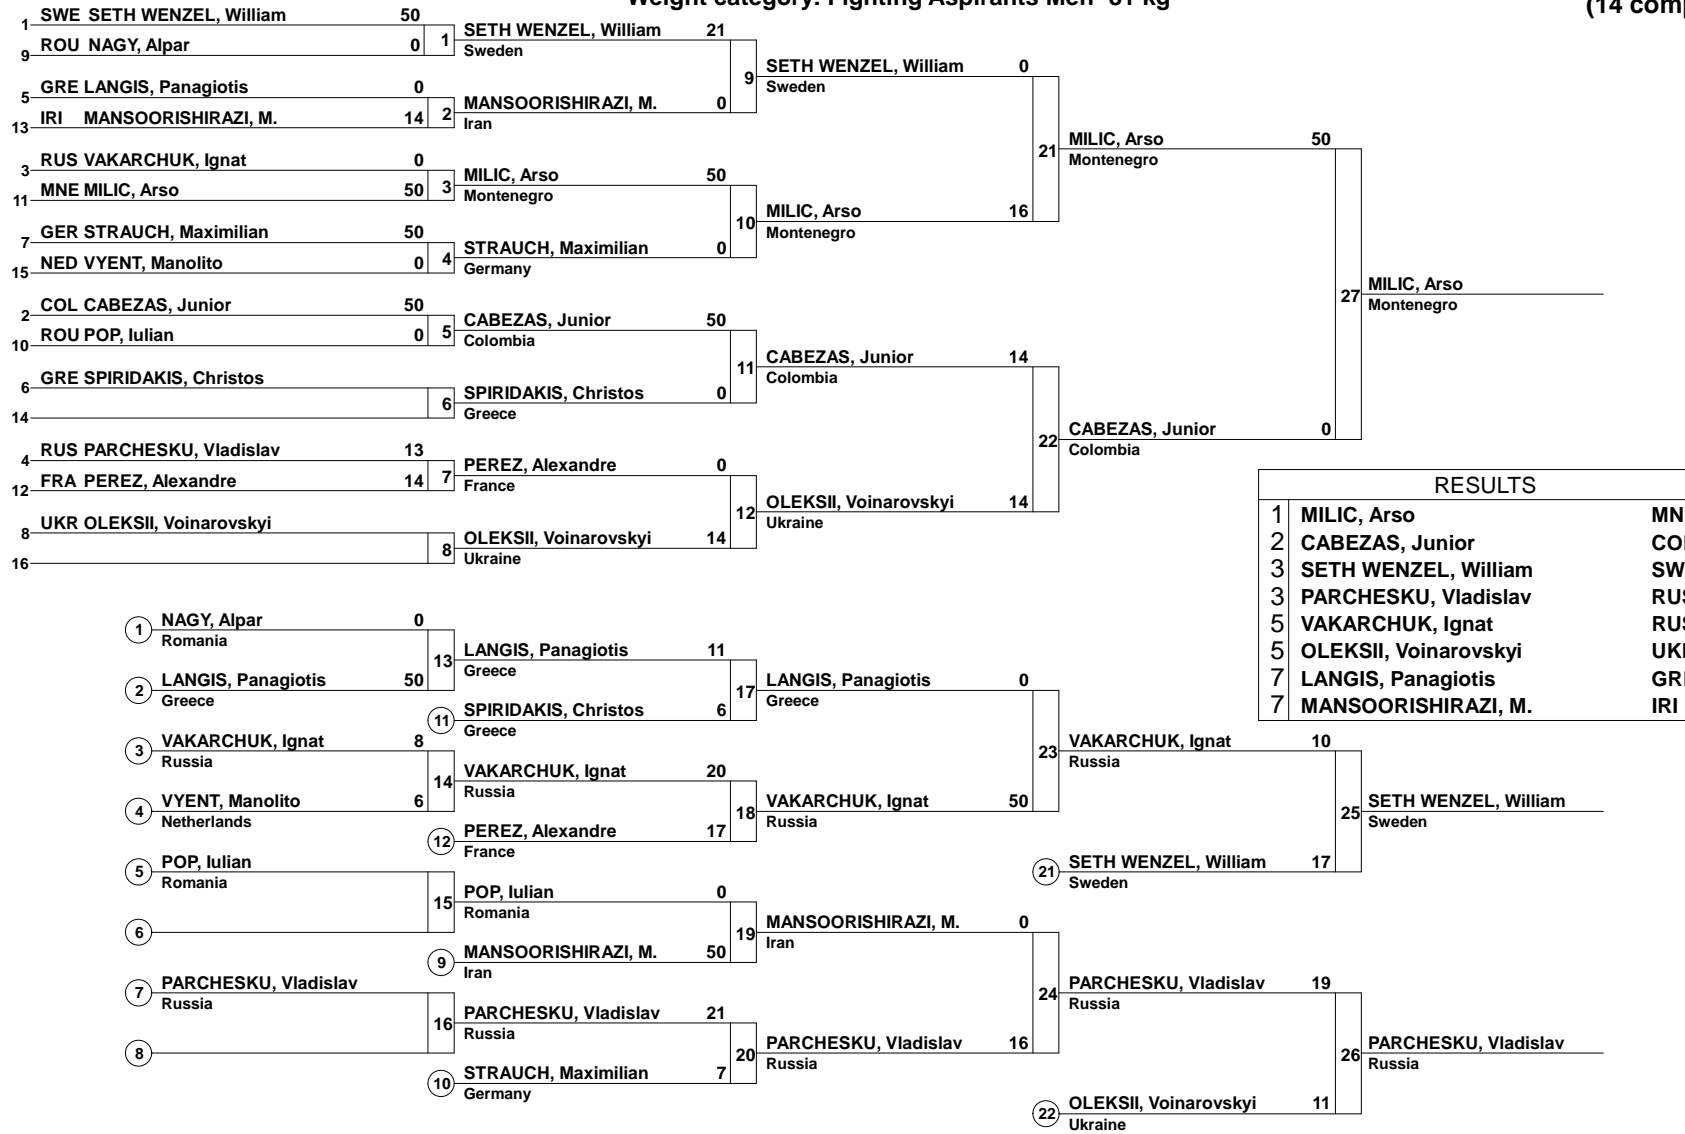 Weight category: Fighting Aspirants Men -81 kg
(14 comp
1 SWE SETH WENZEL, William 50
9 ROU NAGY, Alpar 0
1
5 GRE LANGIS, Panagiotis 0
13 IRI MANSOORISHIRAZI, M. 14
2
3 RUS VAKARCHUK, Ignat 0
11 MNE MILIC, Arso 50
3
7 GER STRAUCH, Maximilian 50
15 NED VYENT, Manolito 0
4
2 COL CABEZAS, Junior 50
10 ROU POP, Iulian 0
5
6 GRE SPIRIDAKIS, Christos
14
6
4 RUS PARCHESKU, Vladislav 13
12 FRA PEREZ, Alexandre 14
7
8 UKR OLEKSII, Voinarovskyi
16
8
SETH WENZEL, William 21
Sweden
9
MANSOORISHIRAZI, M. 0
Iran
MILIC, Arso 50
Montenegro
10
STRAUCH, Maximilian 0
Germany
CABEZAS, Junior 50
Colombia
11
SPIRIDAKIS, Christos 0
Greece
PEREZ, Alexandre 0
France
12
OLEKSII, Voinarovskyi 14
Ukraine
SETH WENZEL, William 0
Sweden
21
MILIC, Arso 16
Montenegro
CABEZAS, Junior 14
Colombia
22
OLEKSII, Voinarovskyi 14
Ukraine
MILIC, Arso 50
Montenegro
27
CABEZAS, Junior 0
Colombia
MILIC, Arso
Montenegro
RESULTS
1 MILIC, Arso MN
2 CABEZAS, Junior CO
3 SETH WENZEL, William SW
3 PARCHESKU, Vladislav RUS
5 VAKARCHUK, Ignat RUS
5 OLEKSII, Voinarovskyi UK
7 LANGIS, Panagiotis GR
7 MANSOORISHIRAZI, M. IRI
1 NAGY, Alpar 0
Romania
13
2 LANGIS, Panagiotis 50
Greece
3 VAKARCHUK, Ignat 8
Russia
14
4 VYENT, Manolito 6
Netherlands
5 POP, Iulian
Romania
15
6
7 PARCHESKU, Vladislav
Russia
16
8
LANGIS, Panagiotis 11
Greece
17
11 SPIRIDAKIS, Christos 6
Greece
VAKARCHUK, Ignat 20
Russia
18
12 PEREZ, Alexandre 17
France
POP, Iulian 0
Romania
19
9 MANSOORISHIRAZI, M. 50
Iran
PARCHESKU, Vladislav 21
Russia
20
10 STRAUCH, Maximilian 7
Germany
LANGIS, Panagiotis 0
Greece
23
VAKARCHUK, Ignat 50
Russia
MANSOORISHIRAZI, M. 0
Iran
24
PARCHESKU, Vladislav 16
Russia
VAKARCHUK, Ignat 10
Russia
25
21 SETH WENZEL, William 17
Sweden
PARCHESKU, Vladislav 19
Russia
26
22 OLEKSII, Voinarovskyi 11
Ukraine
SETH WENZEL, William
Sweden
PARCHESKU, Vladislav
Russia